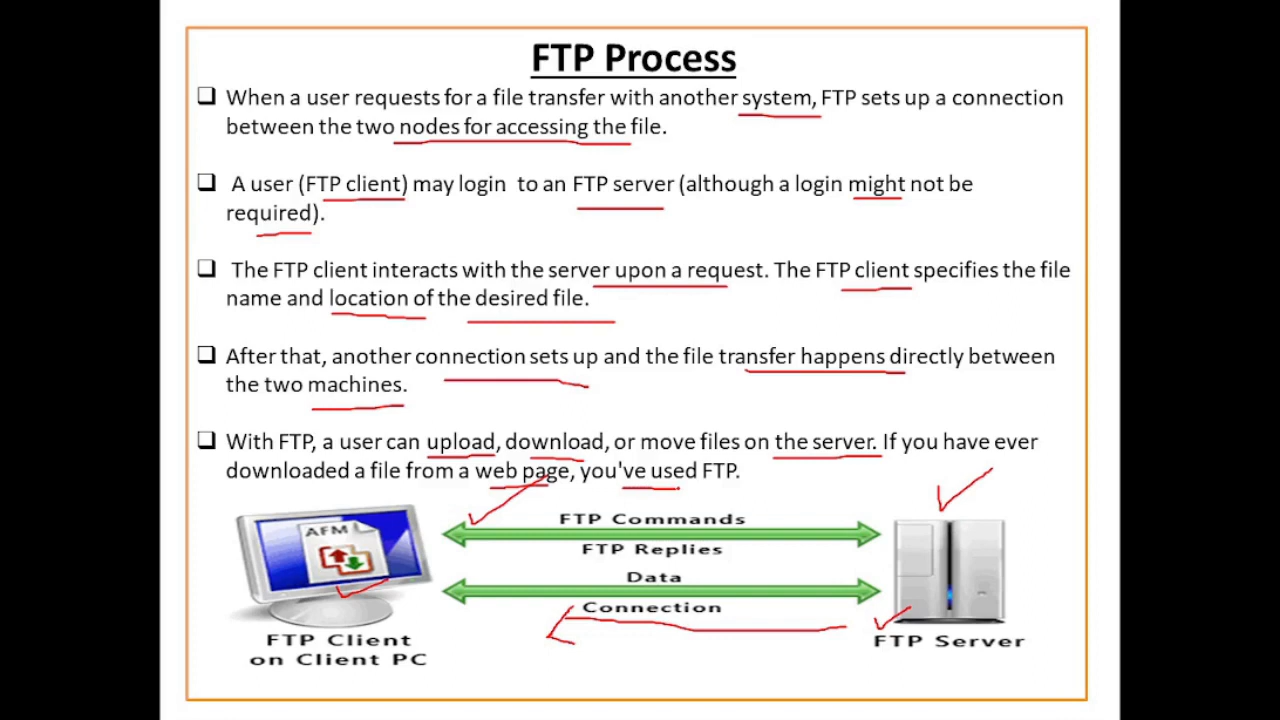 FTP Process
❑ When a user requests for a file transfer with another system, FTP sets up a connection
between the two nodes for accessing the file.
❑ A user (FTP client) may login to an FTP server (although a login might not be
required).
❑ The FTP client interacts with the server upon a request. The FTP client specifies the file
name and location of the desired file.
❑ After that, another connection sets up and the file transfer happens directly between
the two machines.
❑ With FTP, a user can upload, download, or move files on the server. If you have ever
downloaded a file from a web page, you've used FTP.
AFM
FTP Commands
FTP Replies
Data
Connection
FTP Client
on Client PC
FTP Server